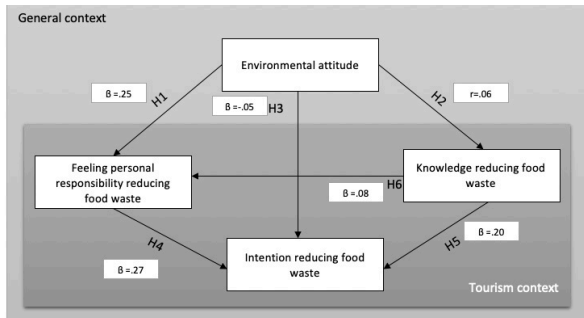 General context
Environmental attitude
ß =.25
H1
ß =-.05
H3
H2
r=.06
Feeling personal
responsibility reducing
food waste
Knowledge reducing food
waste
H6
ß =.08
H4
ß =.27
H5
ß =.20
Intention reducing food
waste
Tourism context